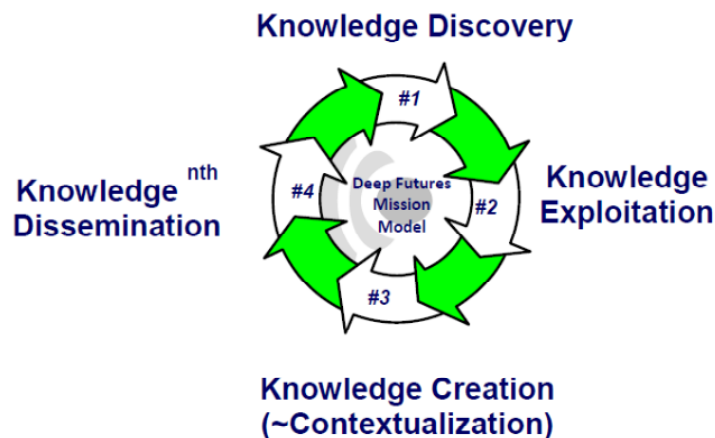 Knowledge Discovery
#1
nth
Knowledge
Dissemination
#4
Deep Futures
Mission
Model
#2
Knowledge
Exploitation
#3
Knowledge Creation
(~Contextualization)